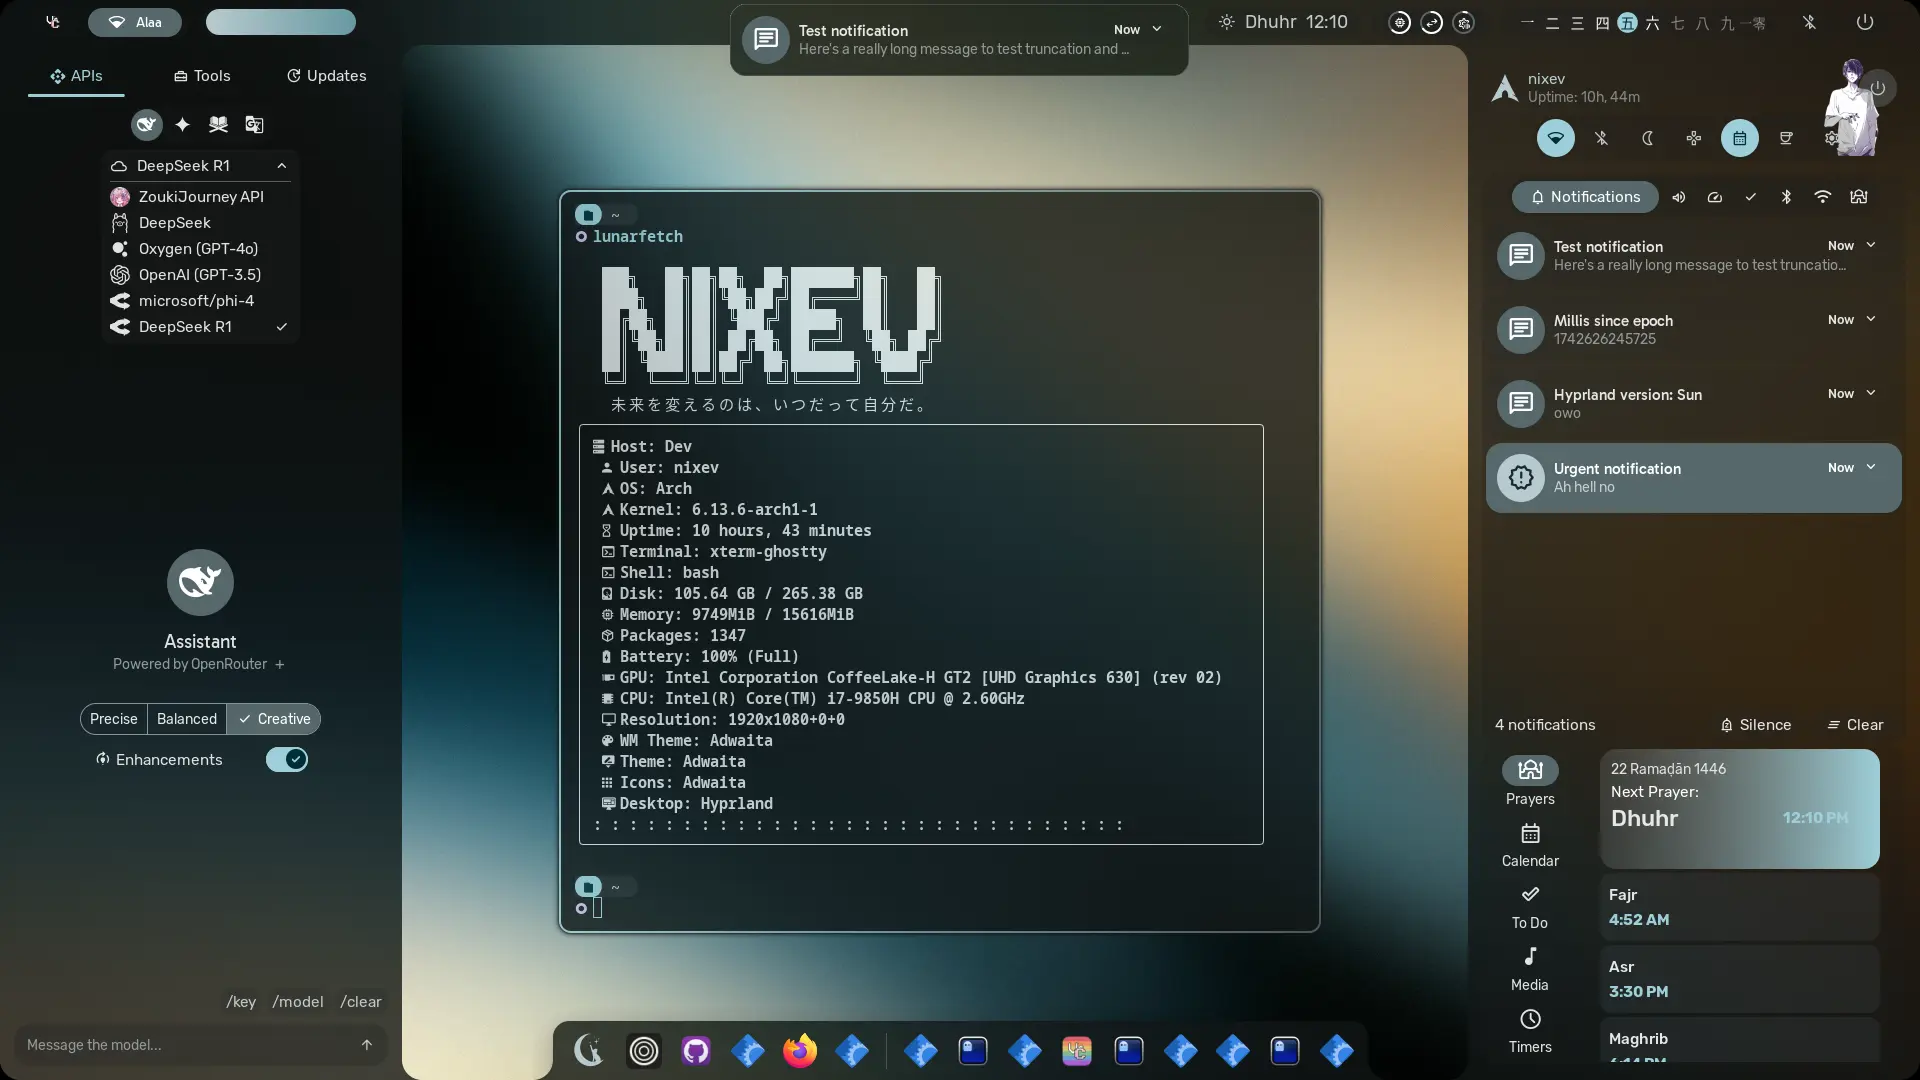 Alaa
Test notification
Now
Here's a really long message to test truncation and ...
Dhuhr 12:10
一 二 三 四 五 六 七 八 九 一零
APIs
Tools
Updates
DeepSeek R1
ZoukiJourney API
DeepSeek
Oxygen (GPT-4o)
OpenAI (GPT-3.5)
microsoft/phi-4
DeepSeek R1
Assistant
Powered by OpenRouter +
Precise
Balanced
Creative
Enhancements
/key /model /clear
Message the model...
~
lunarfetch
NIXEV
未来を変えるのは、いつだって自分だ。
Host: Dev
User: nixev
OS: Arch
Kernel: 6.13.6-arch1-1
Uptime: 10 hours, 43 minutes
Terminal: xterm-ghostty
Shell: bash
Disk: 105.64 GB / 265.38 GB
Memory: 9749MiB / 15616MiB
Packages: 1347
Battery: 100% (Full)
GPU: Intel Corporation CoffeeLake-H GT2 [UHD Graphics 630] (rev 02)
CPU: Intel(R) Core(TM) i7-9850H CPU @ 2.60GHz
Resolution: 1920x1080+0+0
WM Theme: Adwaita
Theme: Adwaita
Icons: Adwaita
Desktop: Hyprland
: : : : : : : : : : : : : : : : : : : : : : : : : : : : : :
~
nixev
Uptime: 10h, 44m
Notifications
Test notification
Now
Here's a really long message to test truncatio...
Millis since epoch
Now
1742626245725
Hyprland version: Sun
Now
owo
Urgent notification
Now
Ah hell no
4 notifications
Silence
Clear
Prayers
Calendar
To Do
Media
Timers
22 Ramaḍān 1446
Next Prayer:
Dhuhr
12:10 PM
Fajr
4:52 AM
Asr
3:30 PM
Maghrib